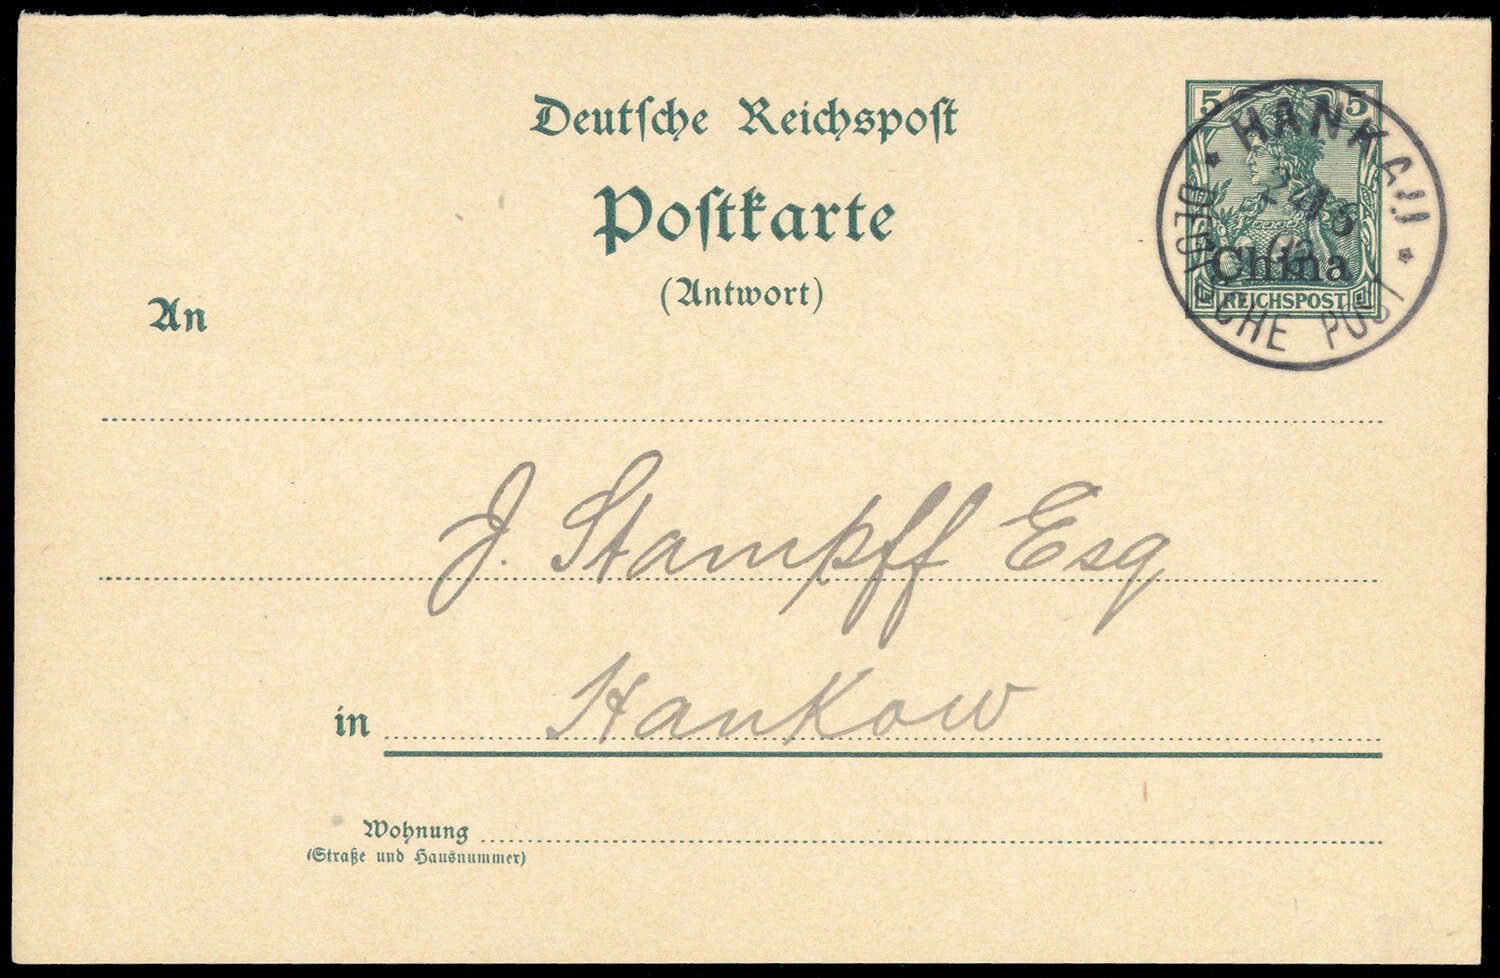 Deutsche Reichspost
5 5
HANKAU
Postkarte
China
(Antwort)
REICHSPOST
DEUTSCHE POST
An
J. Stampff Esq
in Hankow
Wohnung
(Straße und Hausnummer)